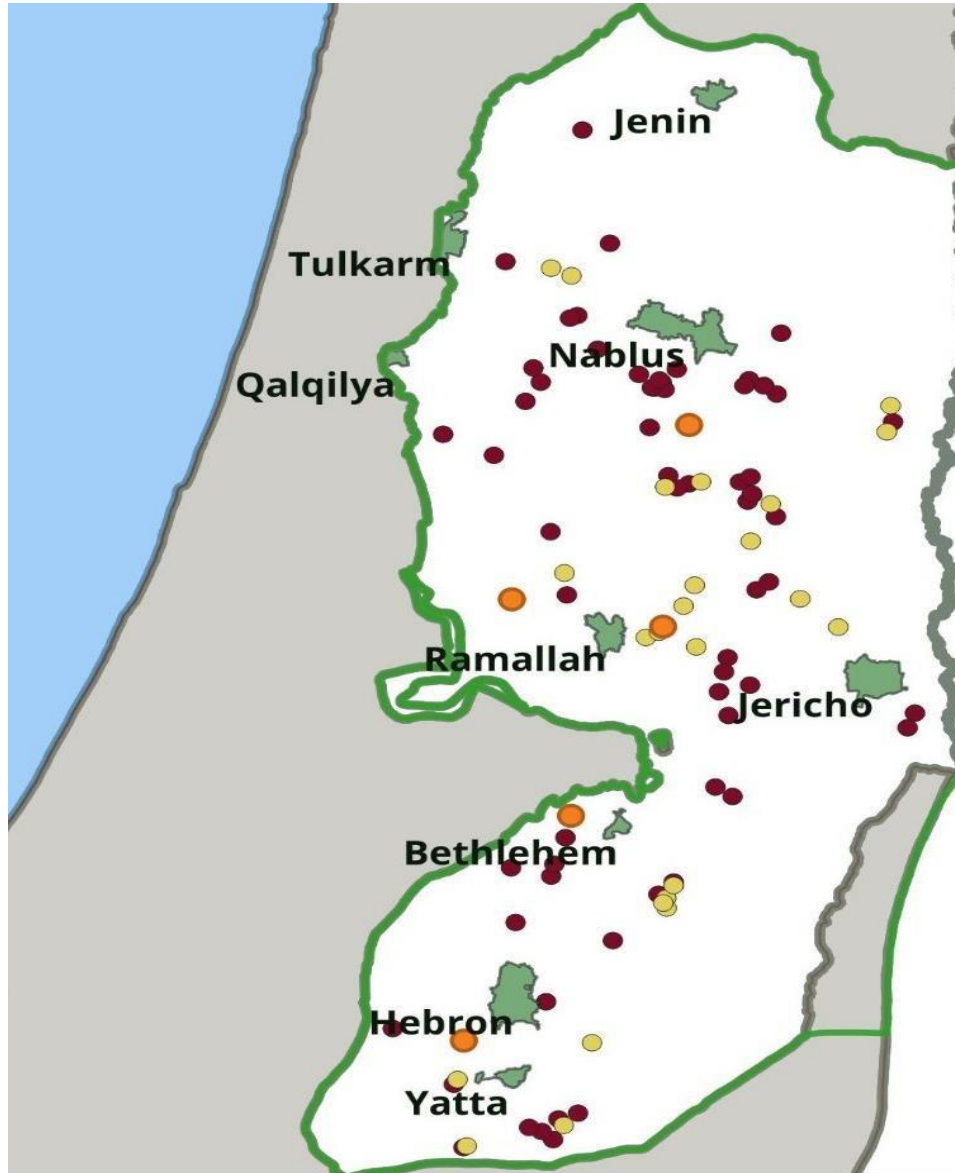 Jenin
Tulkarm
Nablus
Qalqilya
Ramallah
Jericho
Bethlehem
Hebron
Yatta